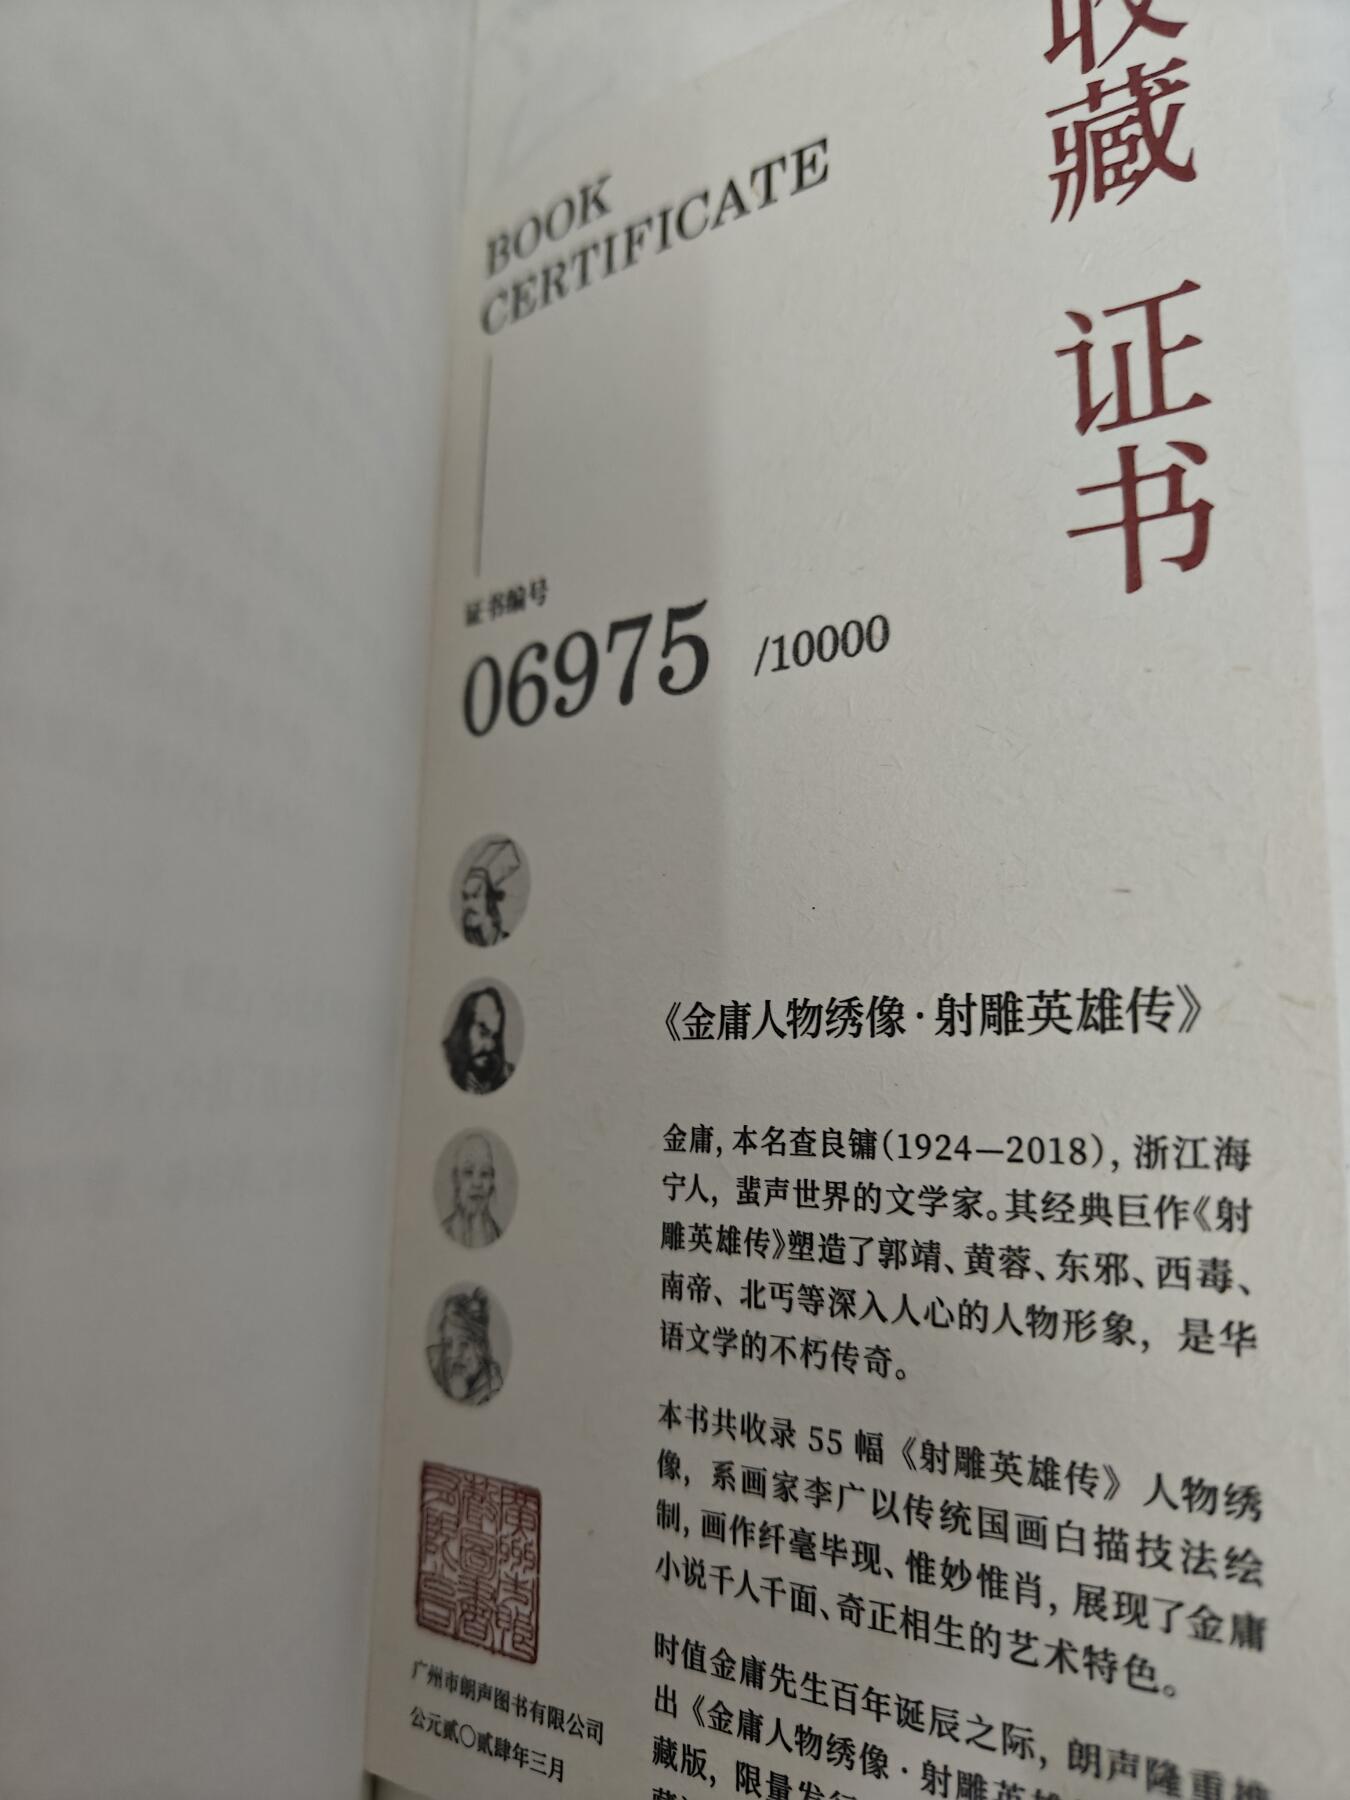 收藏 证书
BOOK
CERTIFICATE
证书编号
06975 /10000
《金庸人物绣像·射雕英雄传》
金庸，本名查良镛（1924—2018），浙江海
宁人，蜚声世界的文学家。其经典巨作《射
雕英雄传》塑造了郭靖、黄蓉、东邪、西毒、
南帝、北丐等深入人心的人物形象，是华
语文学的不朽传奇。
本书共收录 55 幅《射雕英雄传》人物绣
像，系画家李广以传统国画白描技法绘
制，画作纤毫毕现、惟妙惟肖，展现了金庸
小说千人千面、奇正相生的艺术特色。
时值金庸先生百年诞辰之际，朗声隆重推
出《金庸人物绣像·射雕英
藏版，限量发行
广州市朗声图书有限公司
公元贰〇贰肆年三月